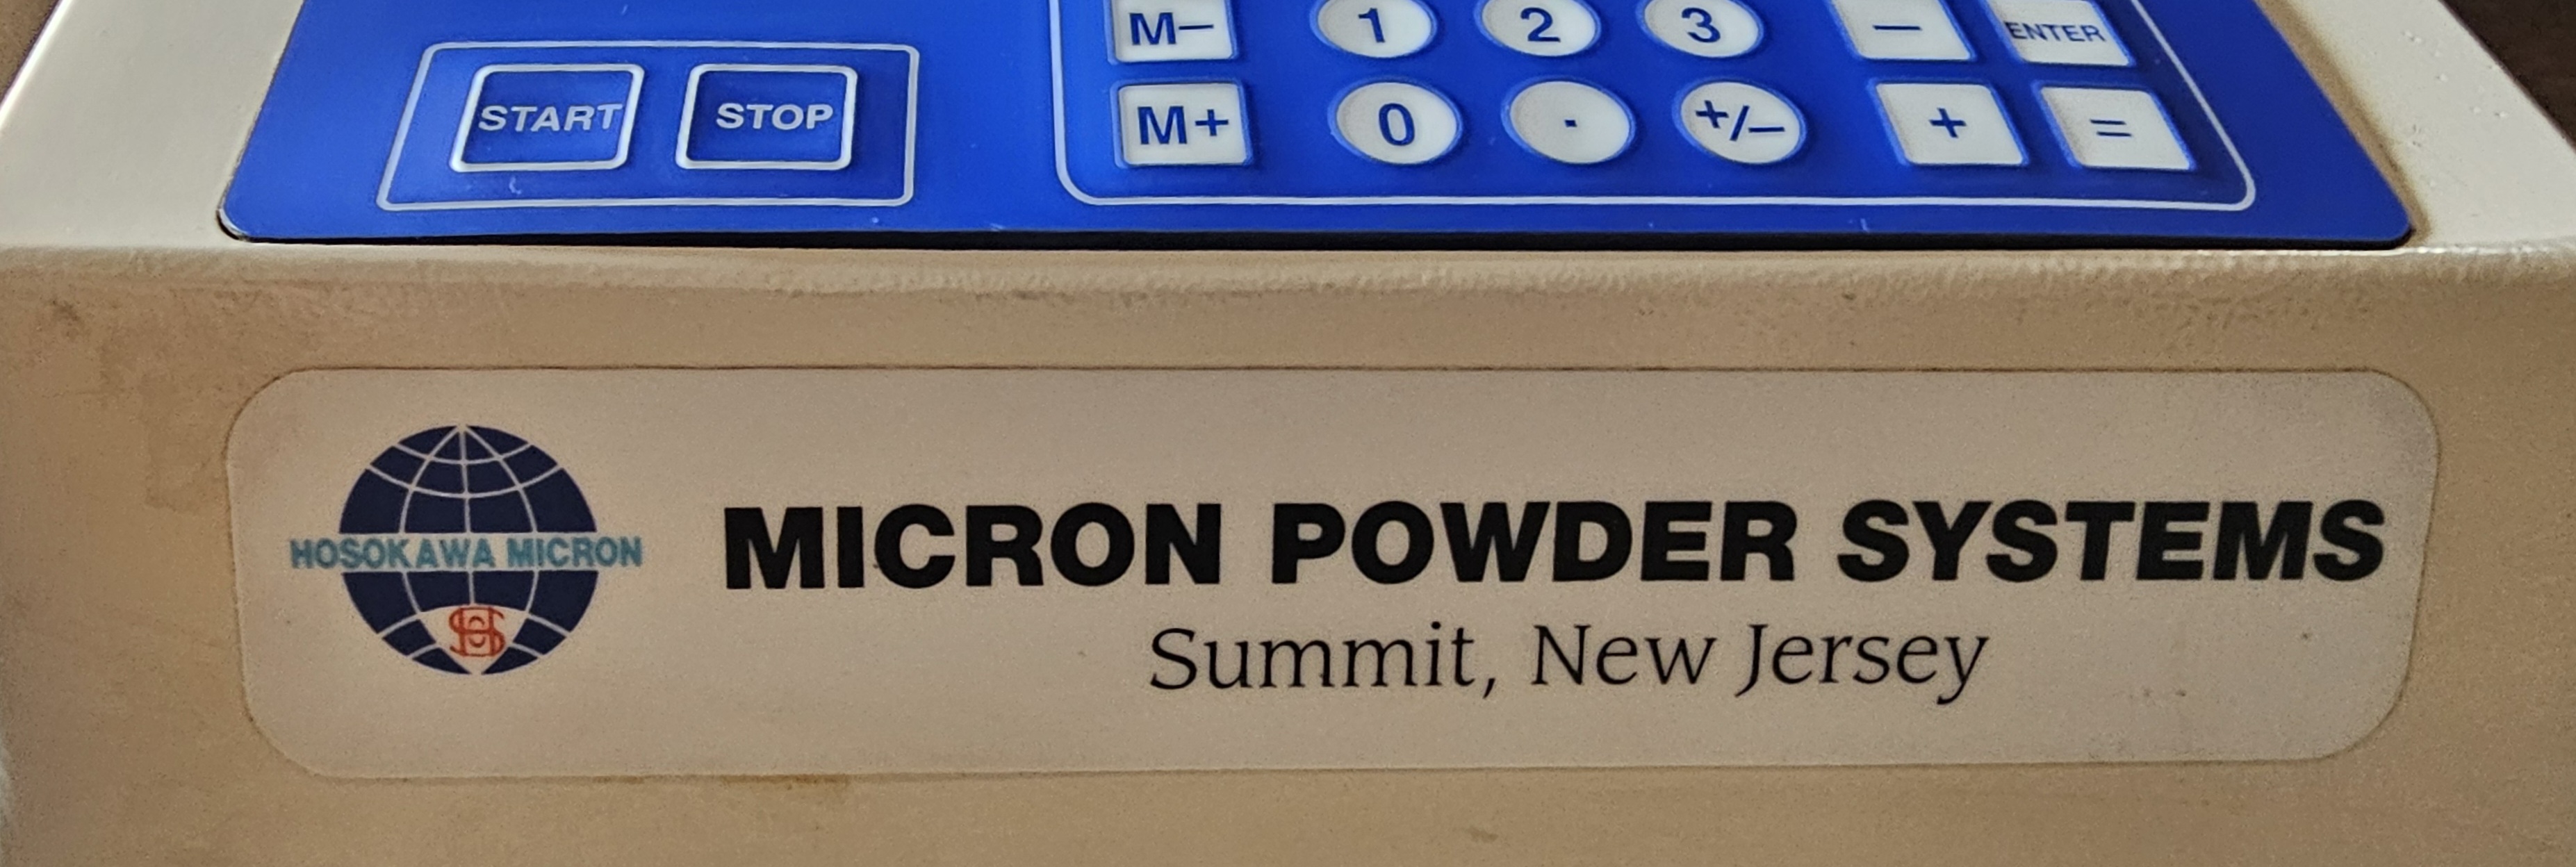 M– 1 2 3 – ENTER
START STOP M+ 0 . +/– + =
HOSOKAWA MICRON
MICRON POWDER SYSTEMS
Summit, New Jersey